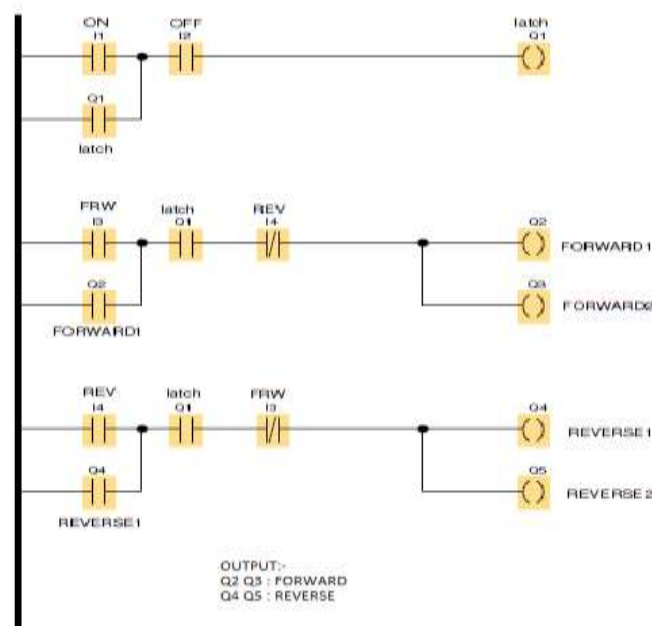 ON OFF latch
I1 I2 Q1
Q1
latch
FRW latch REV
I3 Q1 I4 Q2
FORWARD1
Q2 Q3
FORWARD2
FORWARD1
REV latch FRW
I4 Q1 I3 Q4
REVERSE1
Q4 Q5
REVERSE2
REVERSE1
OUTPUT:-
Q2 Q3 : FORWARD
Q4 Q5 : REVERSE